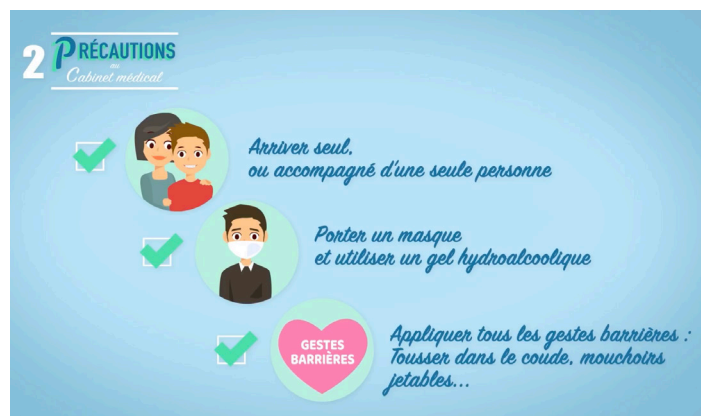 2 PRÉCAUTIONS
au
Cabinet médical
Arriver seul,
ou accompagné d'une seule personne
Porter un masque
et utiliser un gel hydroalcoolique
GESTES
BARRIÈRES
Appliquer tous les gestes barrières :
Tousser dans le coude, mouchoirs
jetables...